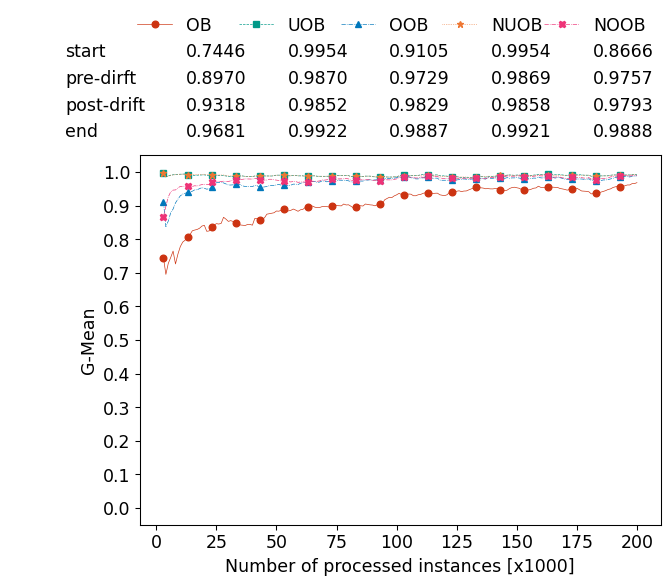 OB UOB OOB NUOB NOOB
start 0.7446 0.9954 0.9105 0.9954 0.8666
pre-dirft 0.8970 0.9870 0.9729 0.9869 0.9757
post-drift 0.9318 0.9852 0.9829 0.9858 0.9793
end 0.9681 0.9922 0.9887 0.9921 0.9888
1.0
0.9
0.8
0.7
0.6
0.5
0.4
0.3
0.2
0.1
0.0
G-Mean
0 25 50 75 100 125 150 175 200
Number of processed instances [x1000]